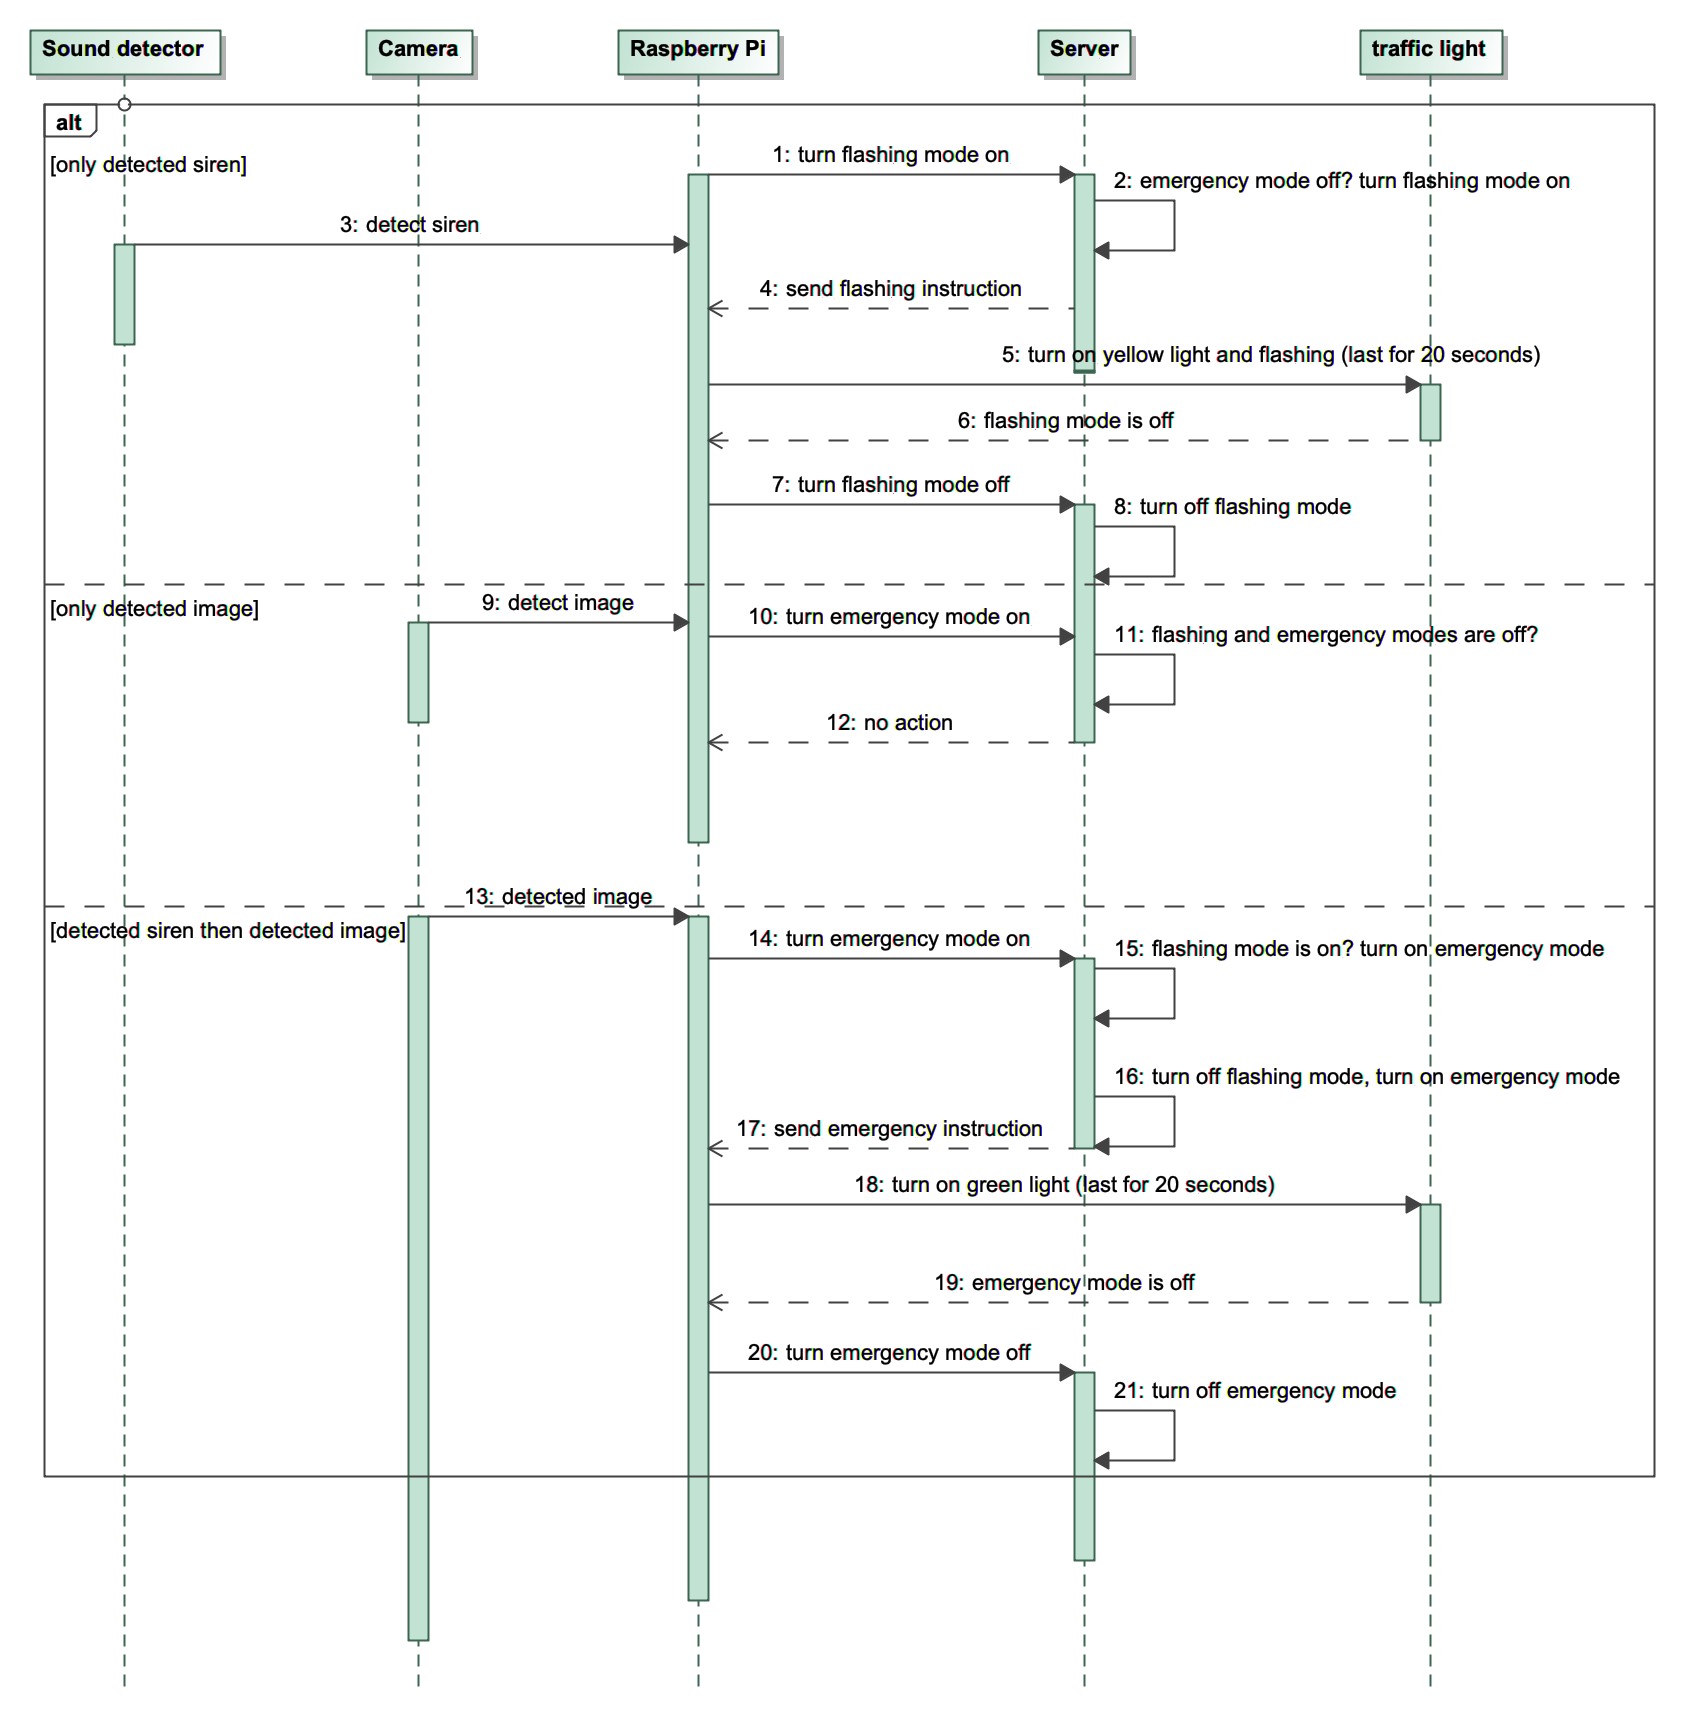 Sound detector
Camera
Raspberry Pi
Server
traffic light
alt
[only detected siren]
1: turn flashing mode on
2: emergency mode off? turn flashing mode on
3: detect siren
4: send flashing instruction
5: turn on yellow light and flashing (last for 20 seconds)
6: flashing mode is off
7: turn flashing mode off
8: turn off flashing mode
[only detected image]
9: detect image
10: turn emergency mode on
11: flashing and emergency modes are off?
12: no action
13: detected image
[detected siren then detected image]
14: turn emergency mode on
15: flashing mode is on? turn on emergency mode
16: turn off flashing mode, turn on emergency mode
17: send emergency instruction
18: turn on green light (last for 20 seconds)
19: emergency mode is off
20: turn emergency mode off
21: turn off emergency mode